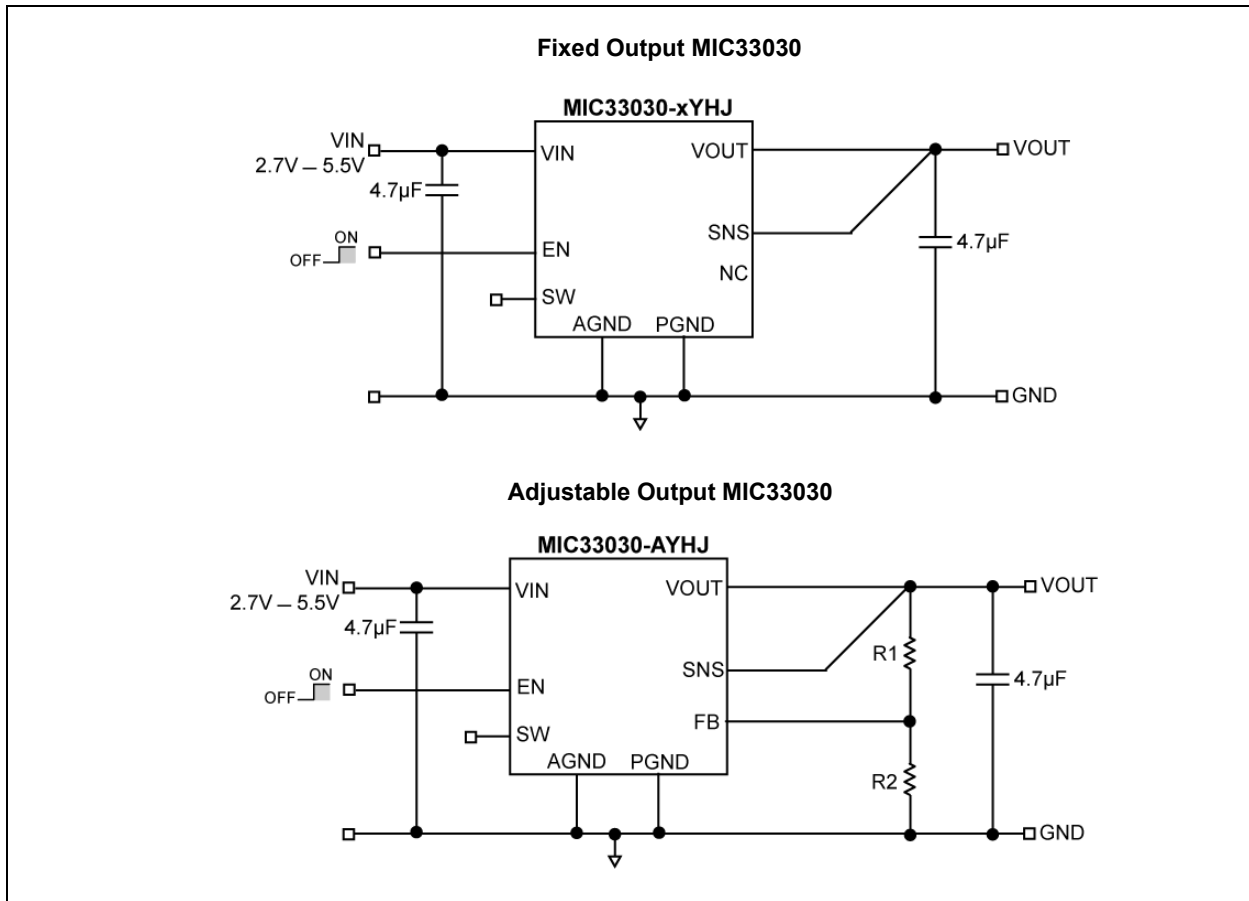 Fixed Output MIC33030
MIC33030-xYHJ
VIN
2.7V – 5.5V
4.7µF
ON
OFF
VIN
EN
SW
AGND
PGND
VOUT
SNS
NC
VOUT
4.7µF
GND
Adjustable Output MIC33030
MIC33030-AYHJ
VIN
2.7V – 5.5V
4.7µF
ON
OFF
VIN
EN
SW
AGND
PGND
VOUT
SNS
FB
R1
R2
VOUT
4.7µF
GND